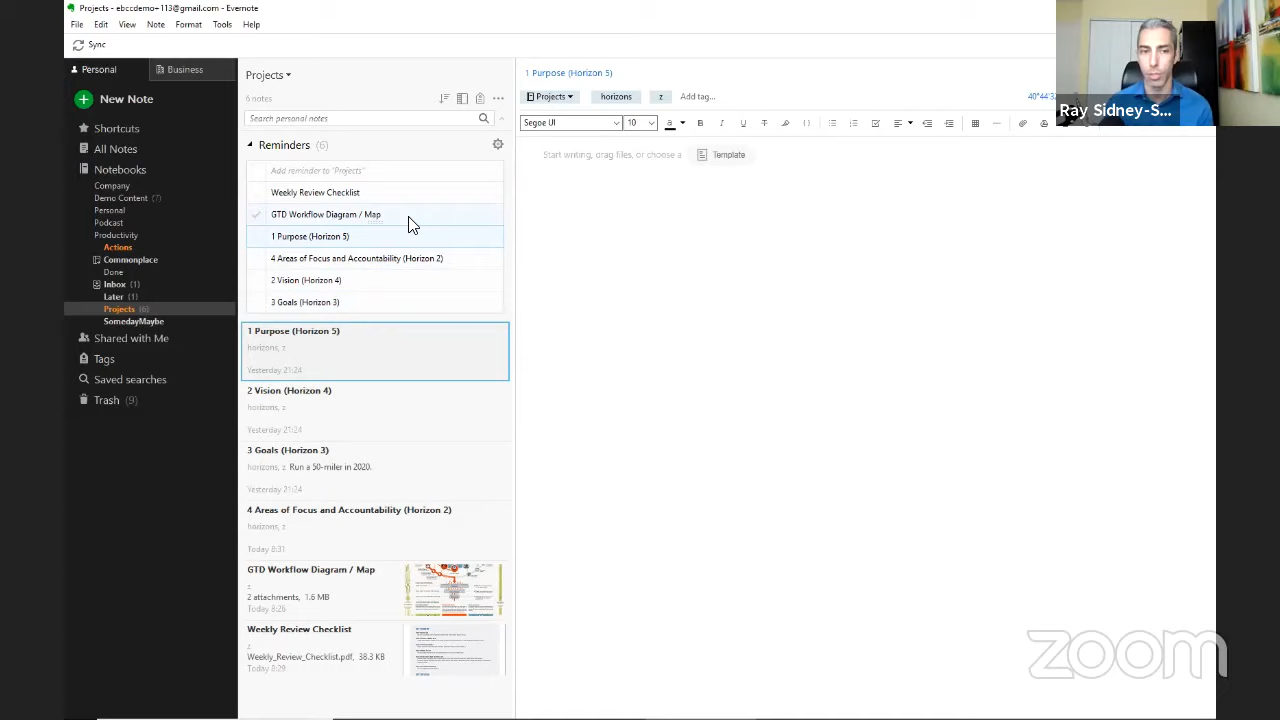 Projects - ebccdemo+113@gmail.com - Evernote
File Edit View Note Format Tools Help
Sync
Personal Business
New Note
Shortcuts
All Notes
Notebooks
Company
Demo Content (7)
Personal
Podcast
Productivity
Actions
Commonplace
Done
Inbox (1)
Later (1)
Projects (6)
SomedayMaybe
Shared with Me
Tags
Saved searches
Trash (9)
Projects
6 notes
Search personal notes
Reminders (6)
Add reminder to "Projects"
Weekly Review Checklist
GTD Workflow Diagram / Map
1 Purpose (Horizon 5)
4 Areas of Focus and Accountability (Horizon 2)
2 Vision (Horizon 4)
3 Goals (Horizon 3)
1 Purpose (Horizon 5)
horizons, z
Yesterday 21:24
2 Vision (Horizon 4)
horizons, z
Yesterday 21:24
3 Goals (Horizon 3)
horizons, z Run a 50-miler in 2020.
Yesterday 21:24
4 Areas of Focus and Accountability (Horizon 2)
horizons, z
Today 8:31
GTD Workflow Diagram / Map
z
2 attachments, 1.6 MB
Today 8:26
Weekly Review Checklist
z
Weekly_Review_Checklist.pdf, 38.3 KB
Today 8:29
1 Purpose (Horizon 5)
Projects horizons z Add tag...
Segoe UI 10 a B I U T { }
Start writing, drag files, or choose a Template
Ray Sidney-S...
zoom